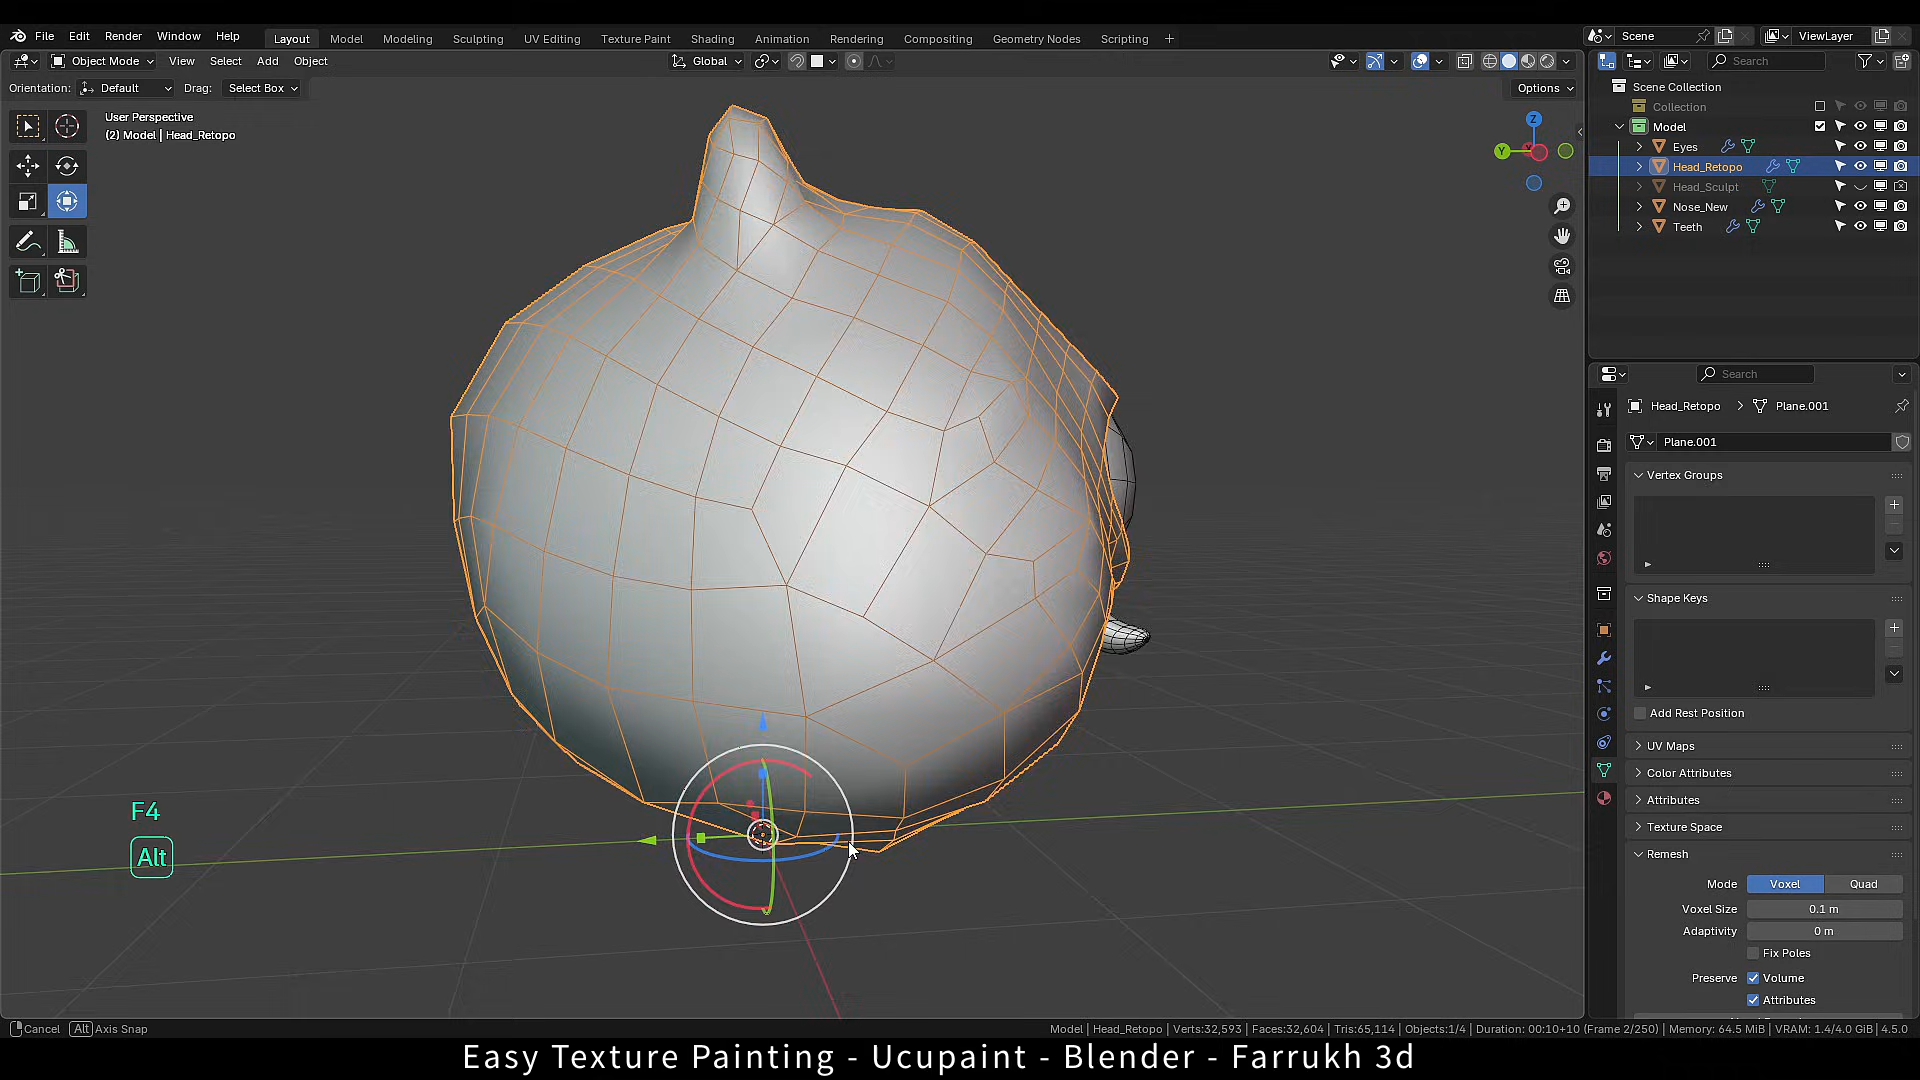 File Edit Render Window Help Layout Model Modeling Sculpting UV Editing Texture Paint Shading Animation Rendering Compositing Geometry Nodes Scripting + Scene ViewLayer
Object Mode View Select Add Object Global Search
Orientation: Default Drag: Select Box Options
Scene Collection
Collection
Model
Eyes
Head_Retopo
Head_Sculpt
Nose_New
Teeth
User Perspective
(2) Model | Head_Retopo
Z
Y
Search
Head_Retopo > Plane.001
Plane.001
Vertex Groups
Shape Keys
Add Rest Position
UV Maps
Color Attributes
Attributes
Texture Space
Remesh
Mode Voxel Quad
Voxel Size 0.1 m
Adaptivity 0 m
Fix Poles
Preserve Volume
Attributes
F4
Alt
Cancel Alt Axis Snap
Model | Head_Retopo | Verts:32,593 | Faces:32,604 | Tris:65,114 | Objects:1/4 | Duration: 00:10+10 (Frame 2/250) | Memory: 64.5 MiB | VRAM: 1.4/4.0 GiB | 4.5.0
Easy Texture Painting - Ucupaint - Blender - Farrukh 3d